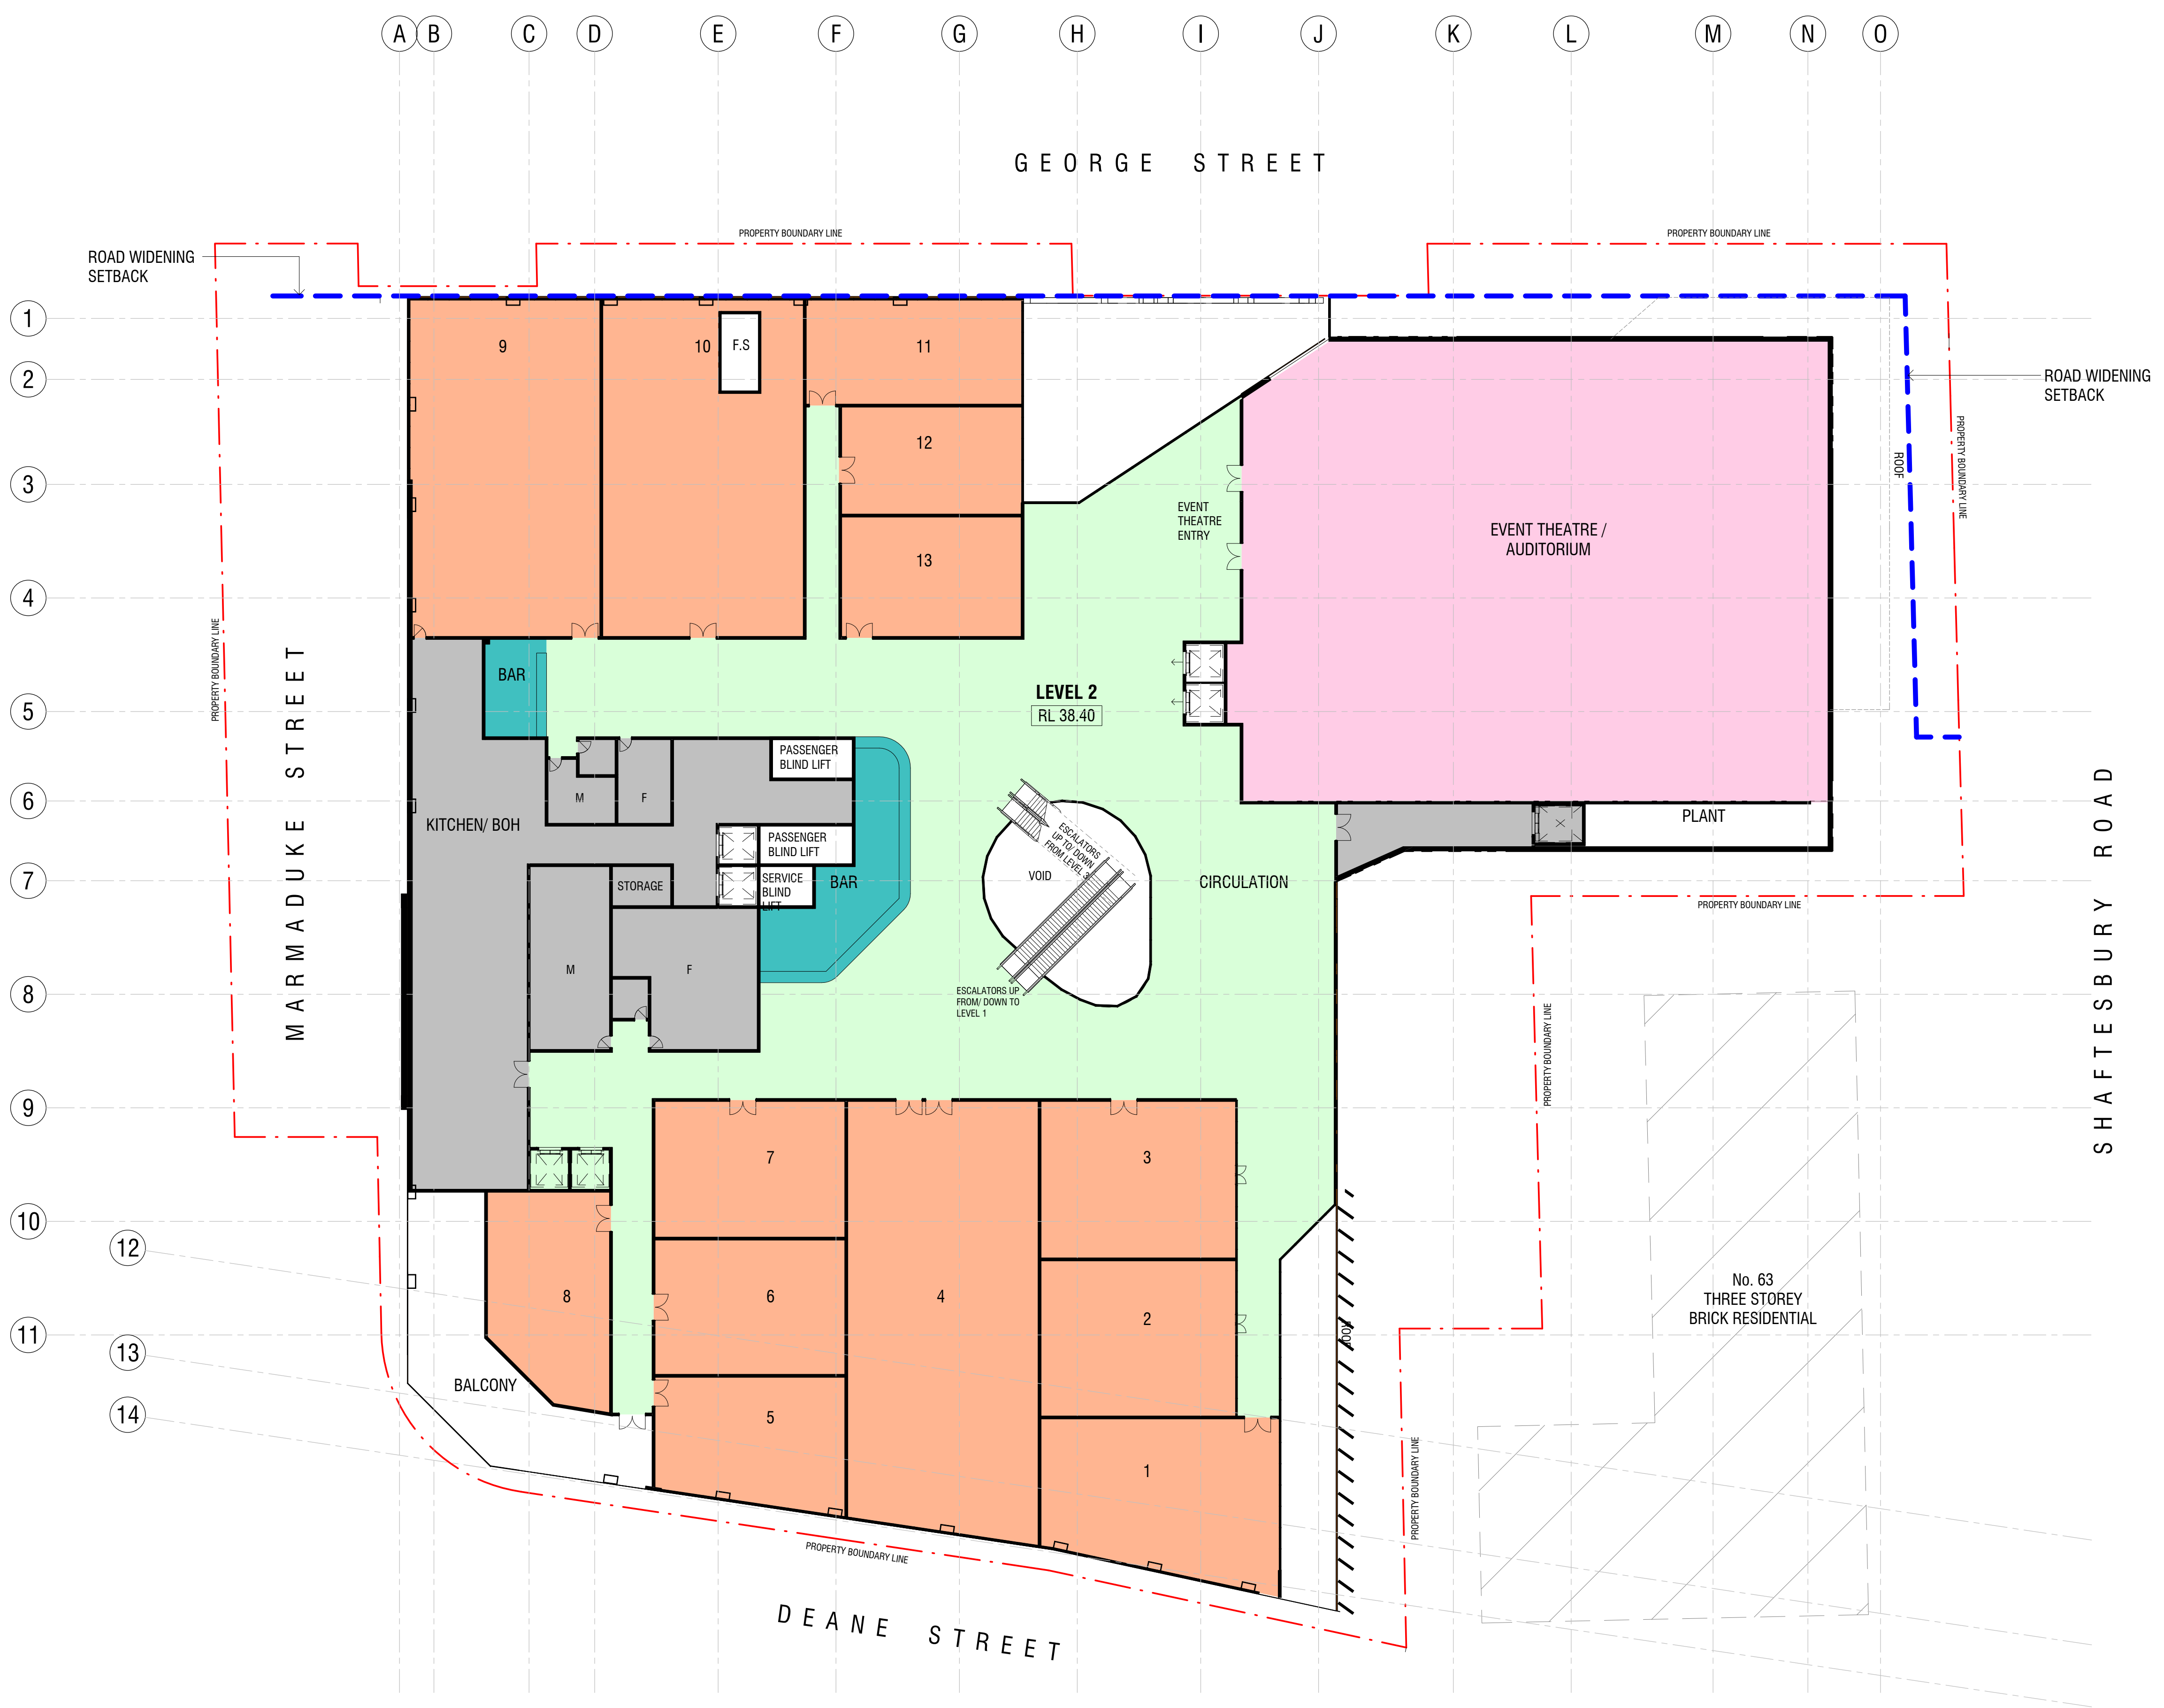 A B C D E F G H I J K L M N O
GEORGE STREET
PROPERTY BOUNDARY LINE
PROPERTY BOUNDARY LINE
ROAD WIDENING
SETBACK
1
9
10
F.S
11
2
ROAD WIDENING
SETBACK
12
PROPERTY BOUNDARY LINE
ROOF
3
EVENT
THEATRE
ENTRY
EVENT THEATRE /
AUDITORIUM
13
4
PROPERTY BOUNDARY LINE
MARMADUKE STREET
BAR
LEVEL 2
RL 38.40
5
PASSENGER
BLIND LIFT
6
M
F
KITCHEN/ BOH
PASSENGER
BLIND LIFT
ESCALATORS
UP TO/ DOWN
FROM LEVEL 3
PLANT
SHAFTESBURY ROAD
7
STORAGE
SERVICE
BLIND
LIFT
BAR
VOID
CIRCULATION
PROPERTY BOUNDARY LINE
M
F
8
ESCALATORS UP
FROM/ DOWN TO
LEVEL 1
PROPERTY BOUNDARY LINE
9
7
3
10
12
8
6
4
2
No. 63
THREE STOREY
BRICK RESIDENTIAL
11
ROOF
13
BALCONY
14
5
1
PROPERTY BOUNDARY LINE
PROPERTY BOUNDARY LINE
DEANE STREET